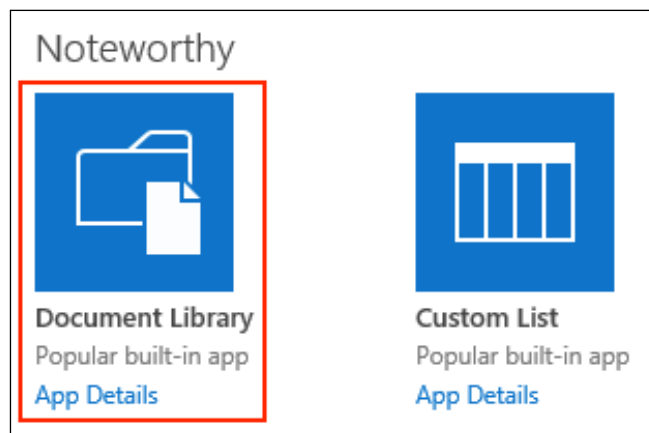 Noteworthy
Document Library
Popular built-in app
App Details
Custom List
Popular built-in app
App Details